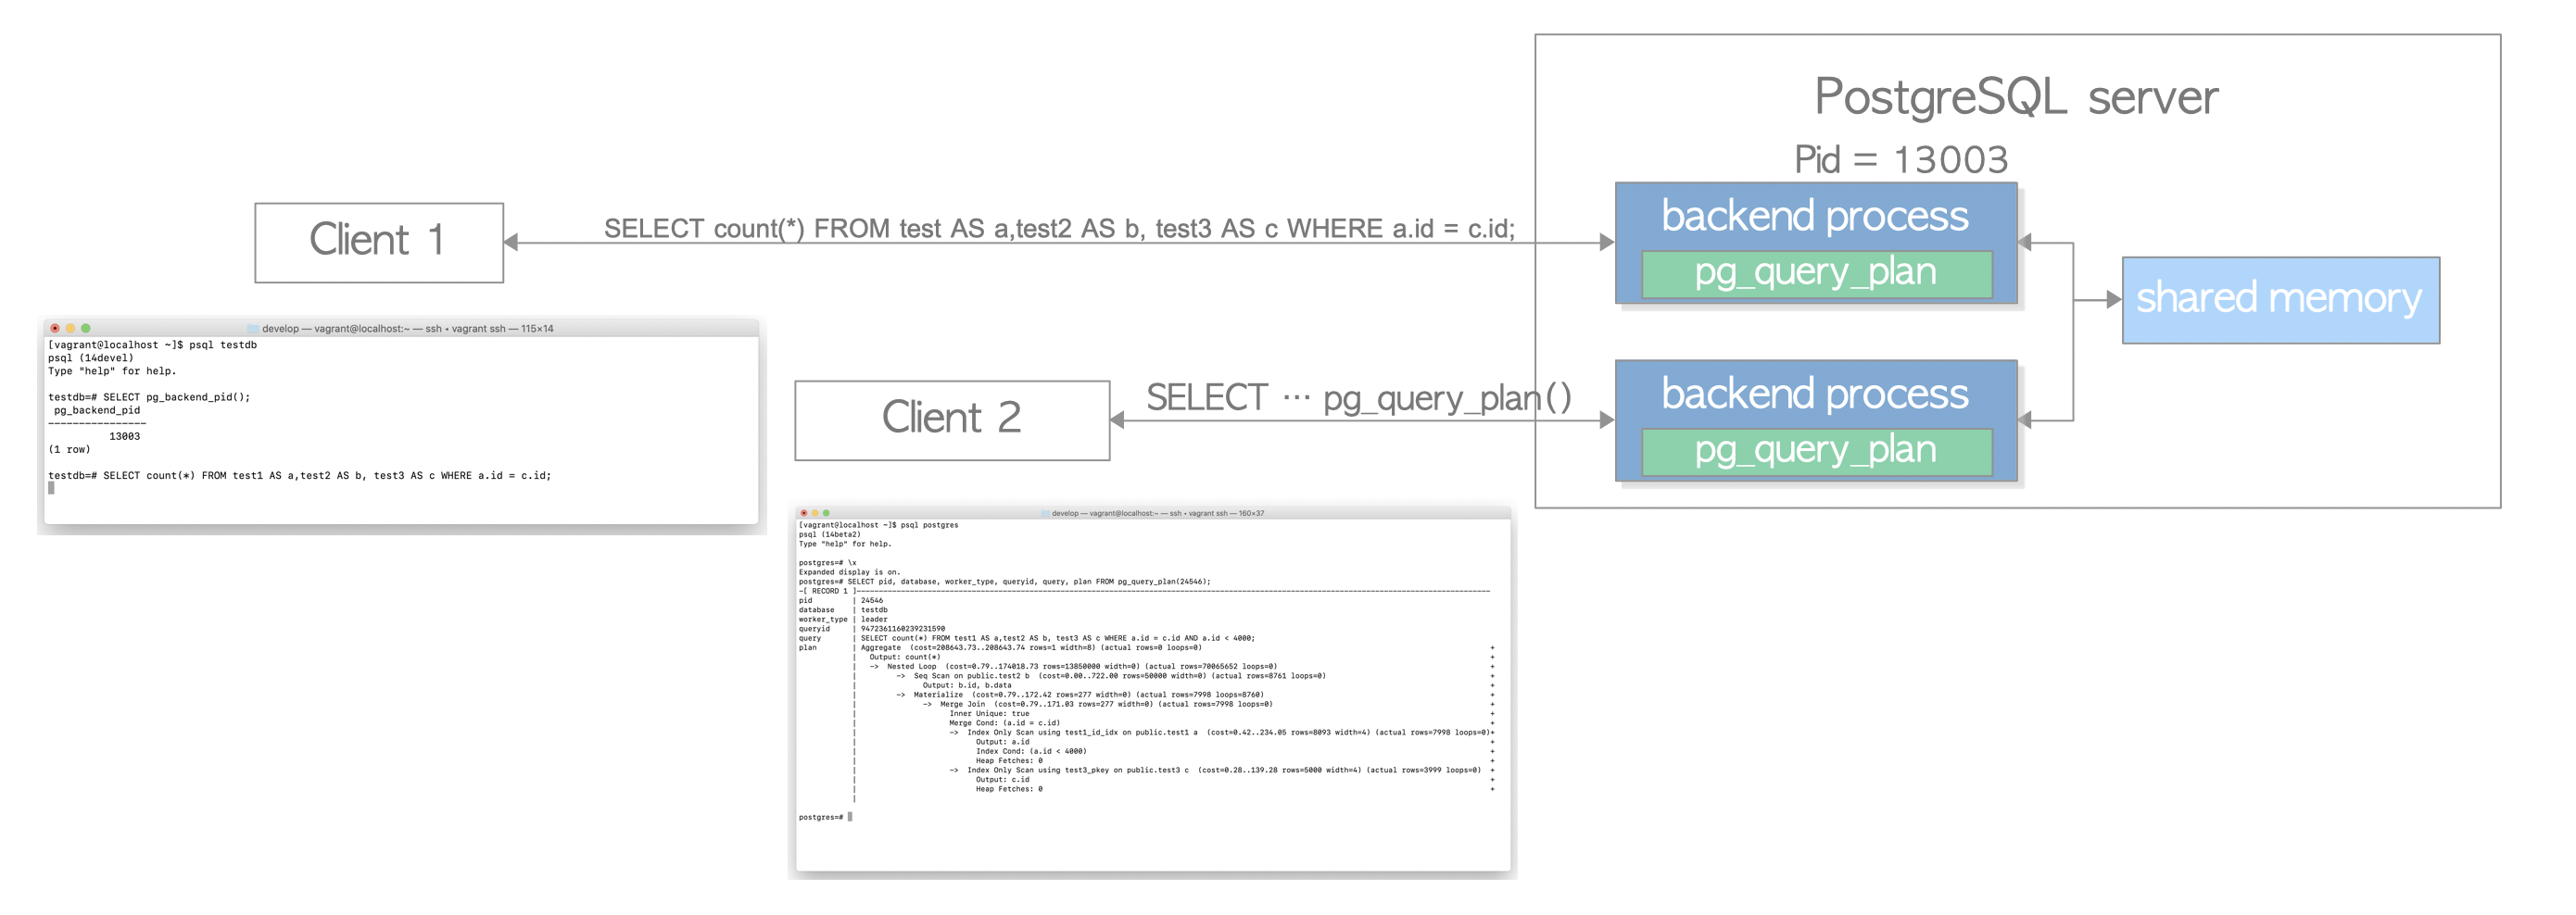 PostgreSQL server
Pid = 13003
backend process
pg_query_plan
Client 1
SELECT count(*) FROM test AS a,test2 AS b, test3 AS c WHERE a.id = c.id;
shared memory
develop — vagrant@localhost:~ — ssh • vagrant ssh — 115×14
[vagrant@localhost ~]$ psql testdb
psql (14devel)
Type "help" for help.
testdb=# SELECT pg_backend_pid();
pg_backend_pid
----------------
13003
(1 row)
testdb=# SELECT count(*) FROM test1 AS a,test2 AS b, test3 AS c WHERE a.id = c.id;
Client 2
SELECT ··· pg_query_plan()
backend process
pg_query_plan
develop — vagrant@localhost:~ — ssh • vagrant ssh — 160×37
[vagrant@localhost ~]$ psql postgres
psql (14beta2)
Type "help" for help.
postgres=# \x
Expanded display is on.
postgres=# SELECT pid, database, worker_type, queryid, query, plan FROM pg_query_plan(24546);
-[ RECORD 1 ]---
pid | 24546
database | testdb
worker_type | leader
queryid | 9472361160239231590
query | SELECT count(*) FROM test1 AS a,test2 AS b, test3 AS c WHERE a.id = c.id AND a.id < 4000;
plan | Aggregate (cost=208643.73..208643.74 rows=1 width=8) (actual rows=0 loops=0) +
| Output: count(*) +
| -> Nested Loop (cost=0.79..174018.73 rows=13850000 width=0) (actual rows=70065652 loops=0) +
| -> Seq Scan on public.test2 b (cost=0.00..722.00 rows=50000 width=0) (actual rows=8761 loops=0) +
| Output: b.id, b.data +
| -> Materialize (cost=0.79..172.42 rows=277 width=0) (actual rows=7998 loops=8760) +
| -> Merge Join (cost=0.79..171.03 rows=277 width=0) (actual rows=7998 loops=0) +
| Inner Unique: true +
| Merge Cond: (a.id = c.id) +
| -> Index Only Scan using test1_id_idx on public.test1 a (cost=0.42..234.05 rows=8093 width=4) (actual rows=7998 loops=0)+
| Output: a.id +
| Index Cond: (a.id < 4000) +
| Heap Fetches: 0 +
| -> Index Only Scan using test3_pkey on public.test3 c (cost=0.28..139.28 rows=5000 width=4) (actual rows=3999 loops=0) +
| Output: c.id +
| Heap Fetches: 0 +
|
postgres=#